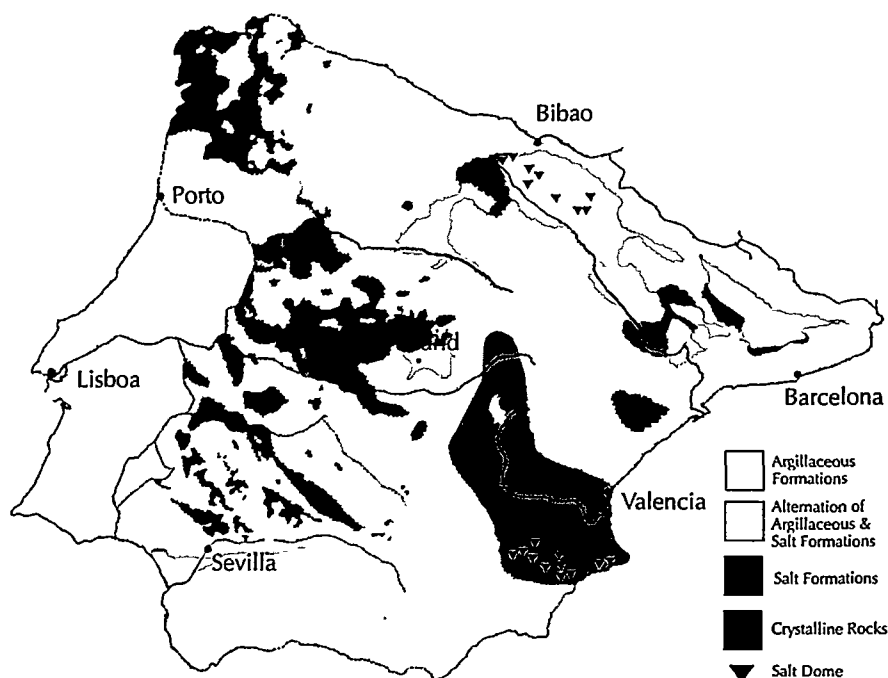 Bibao
Porto
Lisboa
Barcelona
Valencia
Sevilla
Argillaceous
Formations
Alternation of
Argillaceous &
Salt Formations
Salt Formations
Crystalline Rocks
Salt Dome